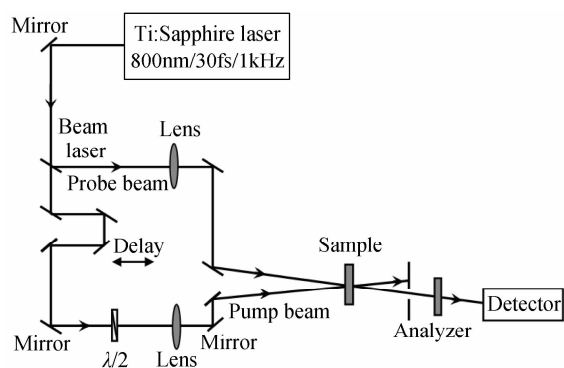 Mirror
Ti:Sapphire laser
800nm/30fs/1kHz
Beam
laser
Lens
Probe beam
Delay
Sample
Pump beam
Detector
Analyzer
Mirror
λ/2
Lens
Mirror